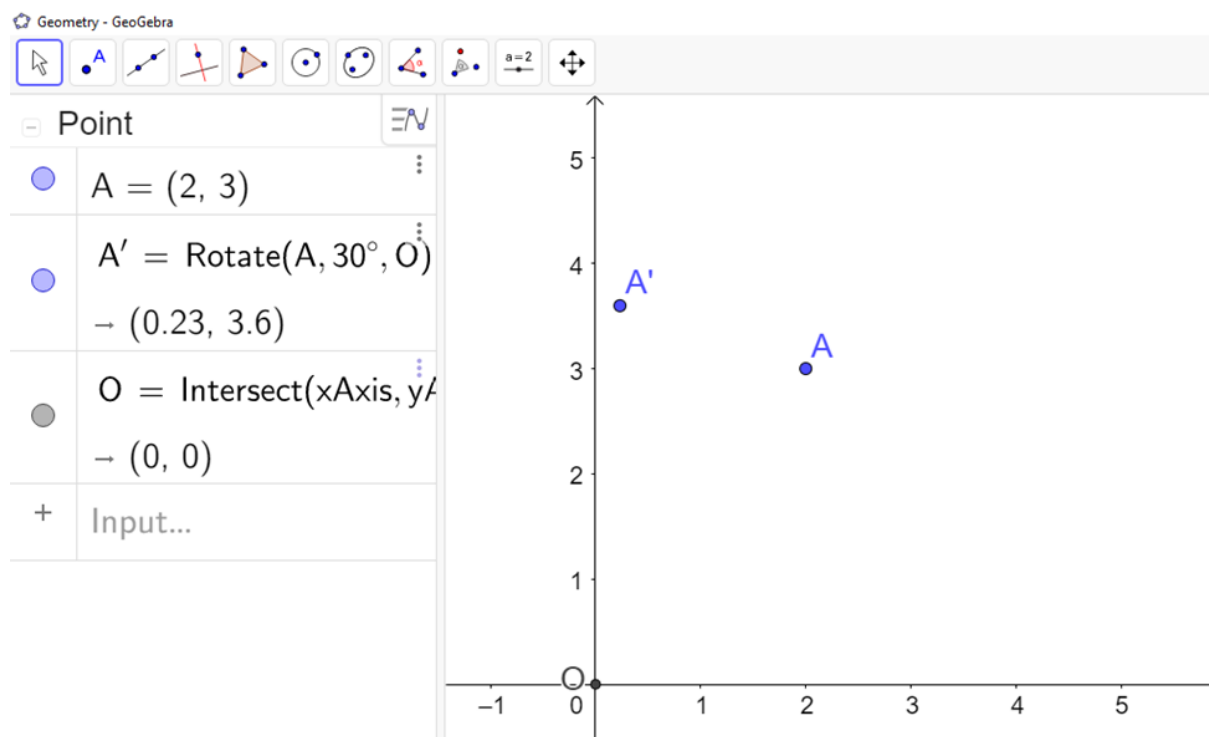 Geometry - GeoGebra
A
α
α
a=2
Point
A = (2, 3)
A′ = Rotate(A, 30°, O)
→ (0.23, 3.6)
O = Intersect(xAxis, yA
→ (0, 0)
+ Input...
5
4
A'
A
3
2
1
O
–1 0 1 2 3 4 5